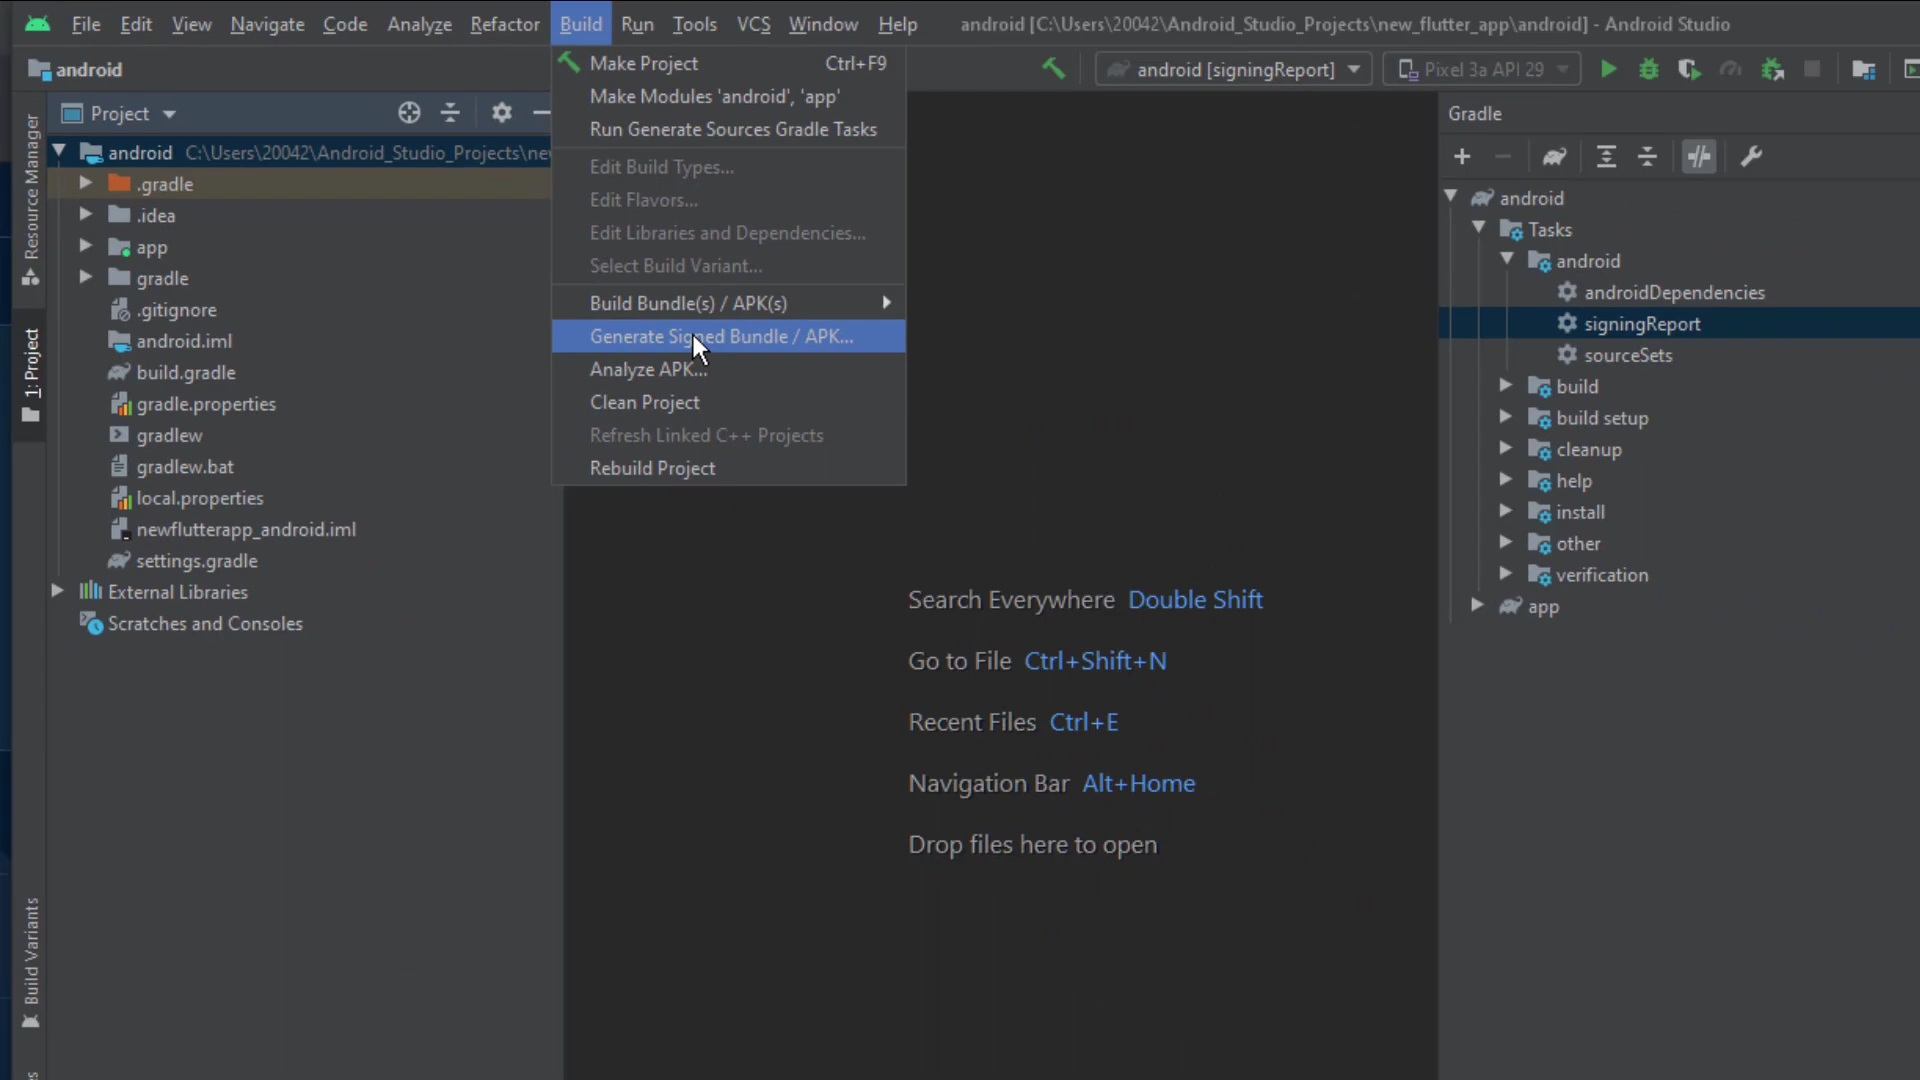 File Edit View Navigate Code Analyze Refactor Build Run Tools VCS Window Help android [C:\Users\20042\Android_Studio_Projects\new_flutter_app\android] - Android Studio
android
android [signingReport]
Pixel 3a API 29
Make Project Ctrl+F9
Make Modules 'android', 'app'
Run Generate Sources Gradle Tasks
Edit Build Types...
Edit Flavors...
Edit Libraries and Dependencies...
Select Build Variant...
Build Bundle(s) / APK(s)
Generate Signed Bundle / APK...
Analyze APK...
Clean Project
Refresh Linked C++ Projects
Rebuild Project
Resource Manager
1: Project
Build Variants
Project
android C:\Users\20042\Android_Studio_Projects\ne
.gradle
.idea
app
gradle
.gitignore
android.iml
build.gradle
gradle.properties
gradlew
gradlew.bat
local.properties
newflutterapp_android.iml
settings.gradle
External Libraries
Scratches and Consoles
Search Everywhere Double Shift
Go to File Ctrl+Shift+N
Recent Files Ctrl+E
Navigation Bar Alt+Home
Drop files here to open
Gradle
android
Tasks
android
androidDependencies
signingReport
sourceSets
build
build setup
cleanup
help
install
other
verification
app